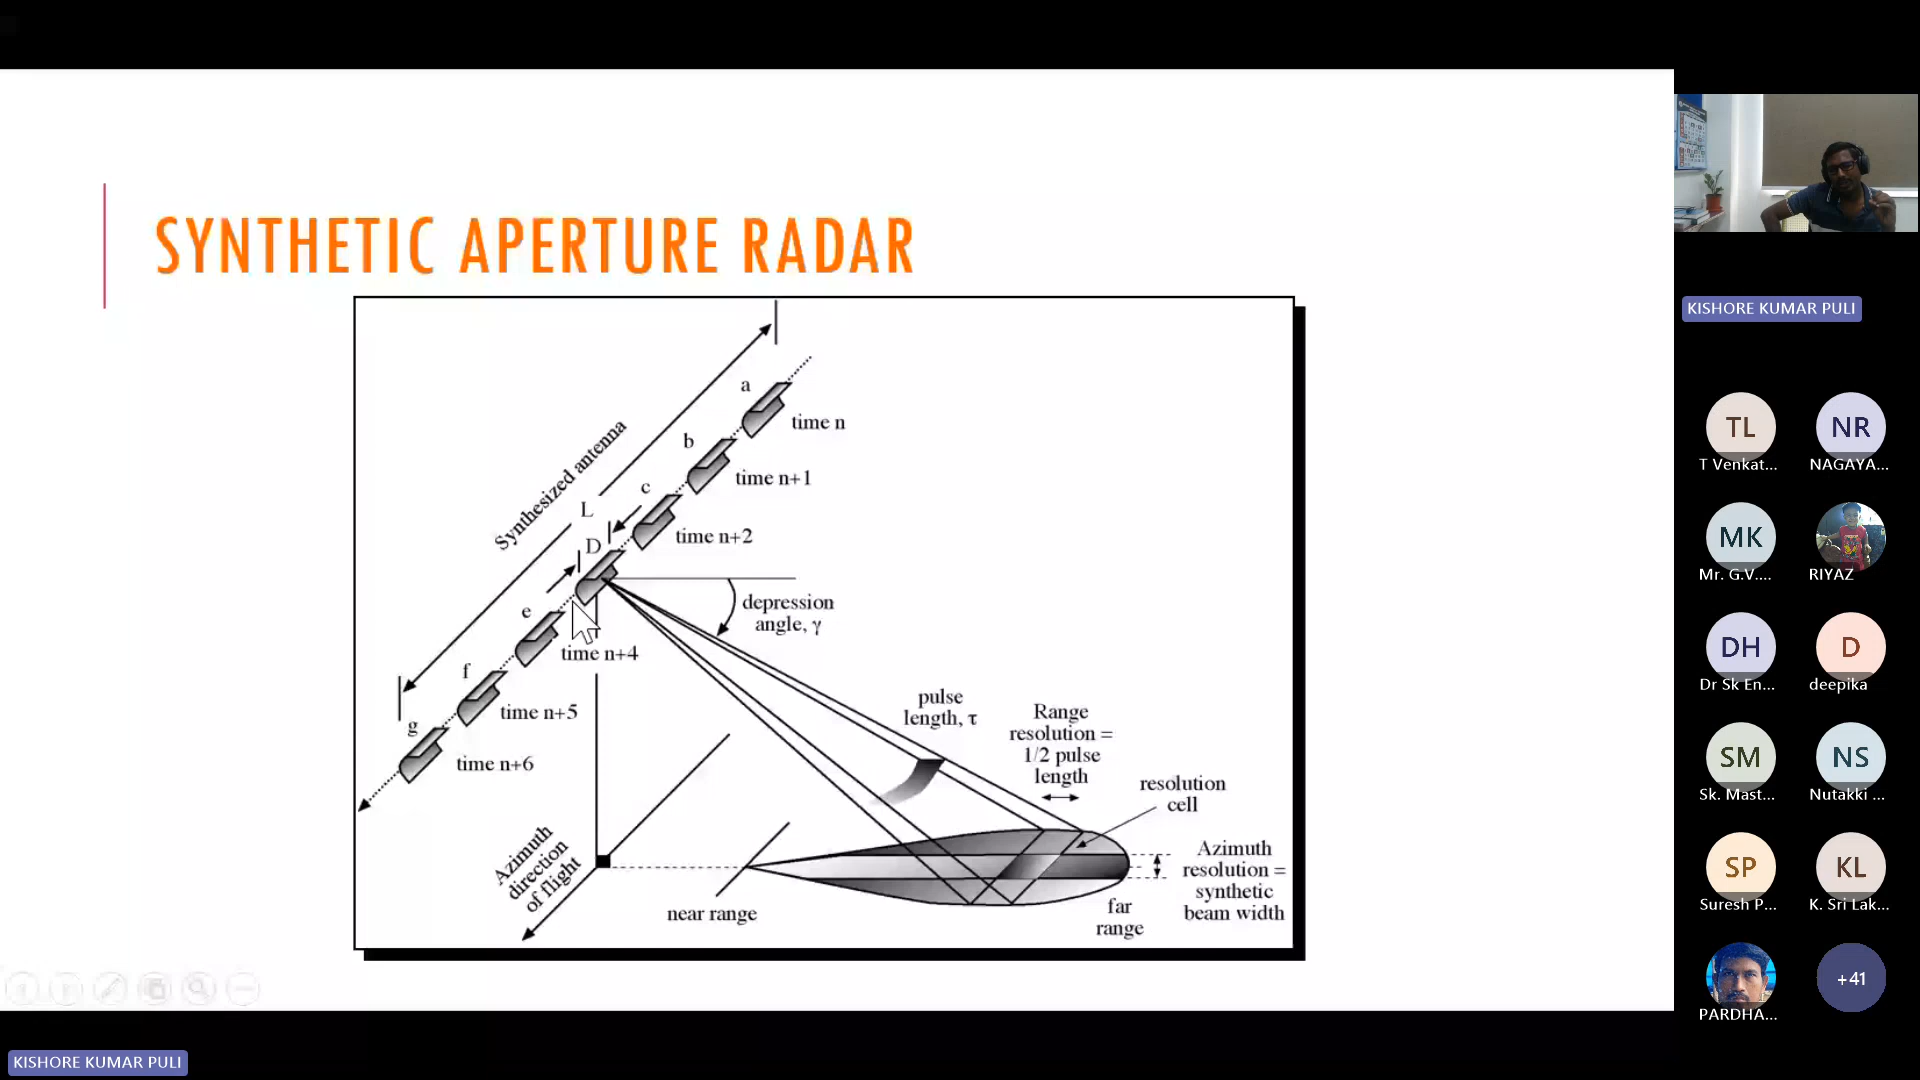 SYNTHETIC APERTURE RADAR
a
time n
b
time n+1
c
time n+2
Synthesized antenna
L
D
e
time n+4
f
time n+5
g
time n+6
depression
angle, γ
pulse
length, τ
Range
resolution =
1/2 pulse
length
resolution
cell
Azimuth
resolution =
synthetic
beam width
Azimuth
direction
of flight
near range
far
range
KISHORE KUMAR PULI
TL
T Venkat...
NR
NAGAYA...
MK
Mr. G.V....
RIYAZ
DH
Dr Sk En...
D
deepika
SM
Sk. Mast...
NS
Nutakki ...
SP
Suresh P...
KL
K. Sri Lak...
PARDHA...
+41
KISHORE KUMAR PULI